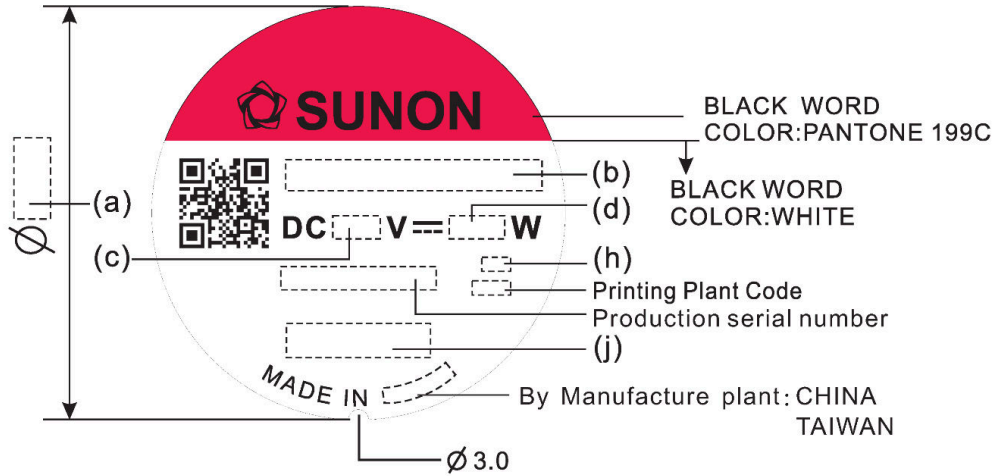 SUNON
BLACK WORD
COLOR:PANTONE 199C
BLACK WORD
COLOR:WHITE
(a)
(b)
(d)
DC V W
(c)
(h)
Printing Plant Code
Production serial number
(j)
MADE IN
By Manufacture plant: CHINA
TAIWAN
Ø
Ø 3.0